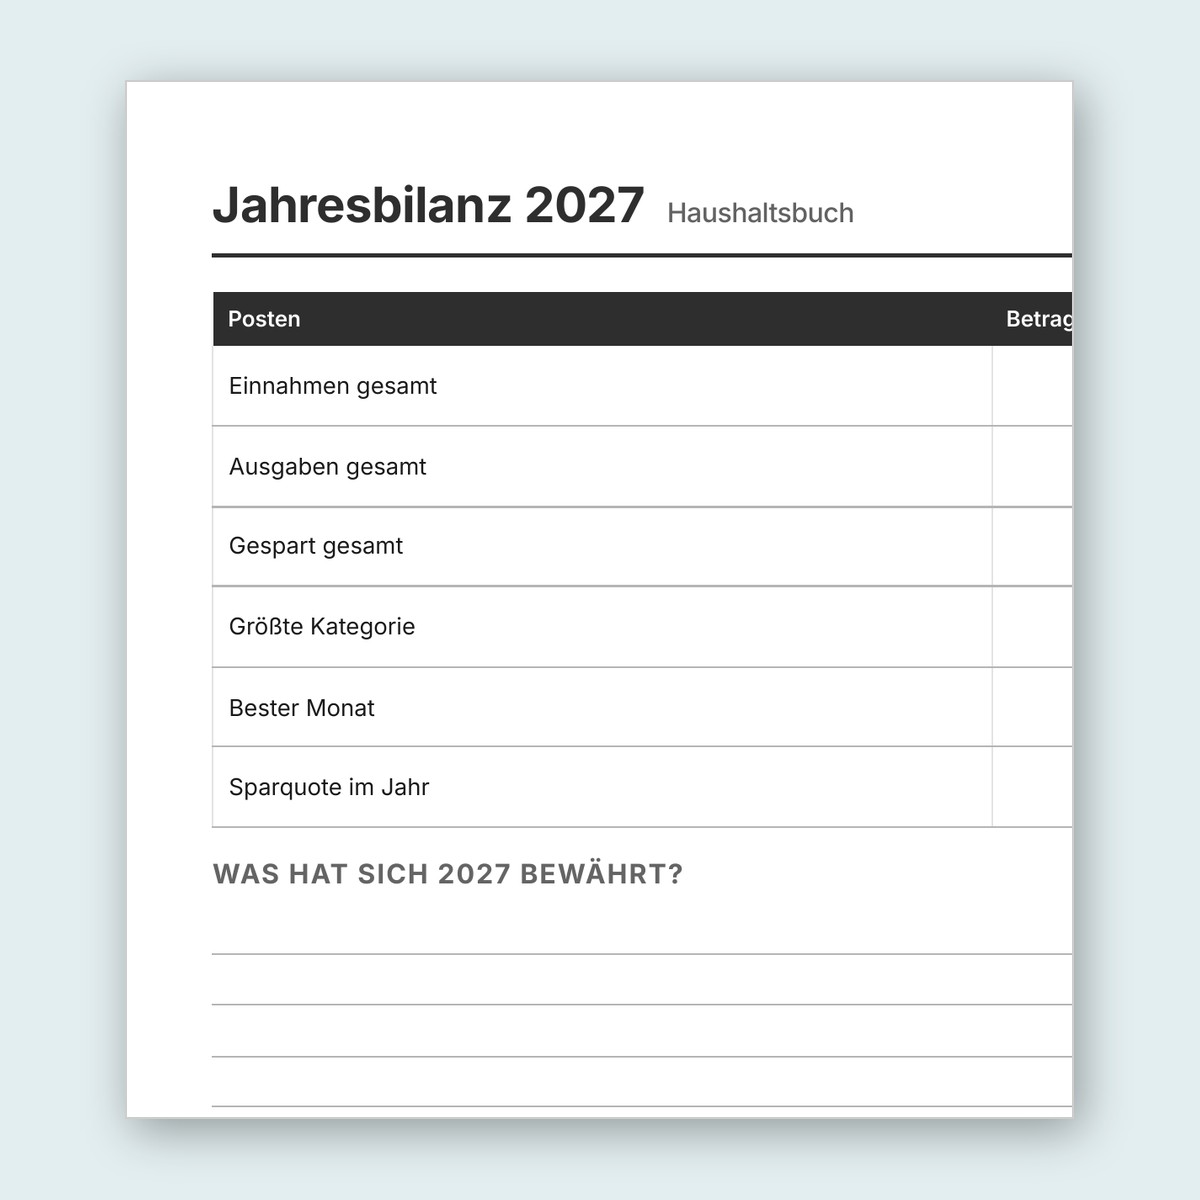 Jahresbilanz 2027 Haushaltsbuch
Posten Betrag
Einnahmen gesamt
Ausgaben gesamt
Gespart gesamt
Größte Kategorie
Bester Monat
Sparquote im Jahr
WAS HAT SICH 2027 BEWÄHRT?